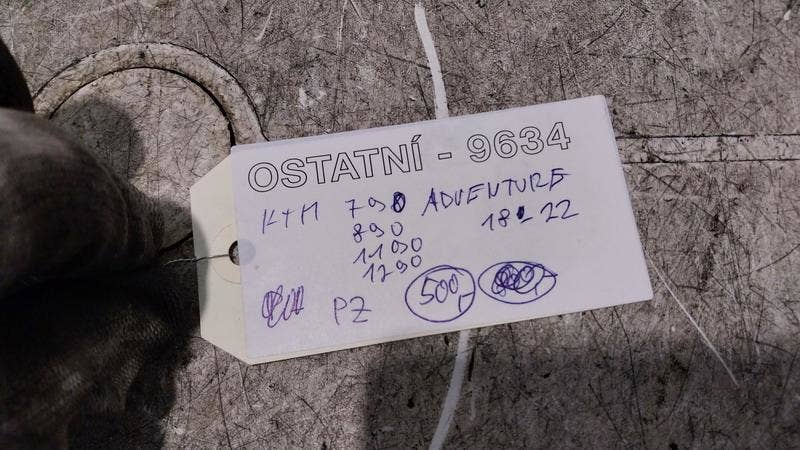 OSTATNÍ - 9634
KTM 790 ADVENTURE
890 18-22
1190
1290
PZ 500,-